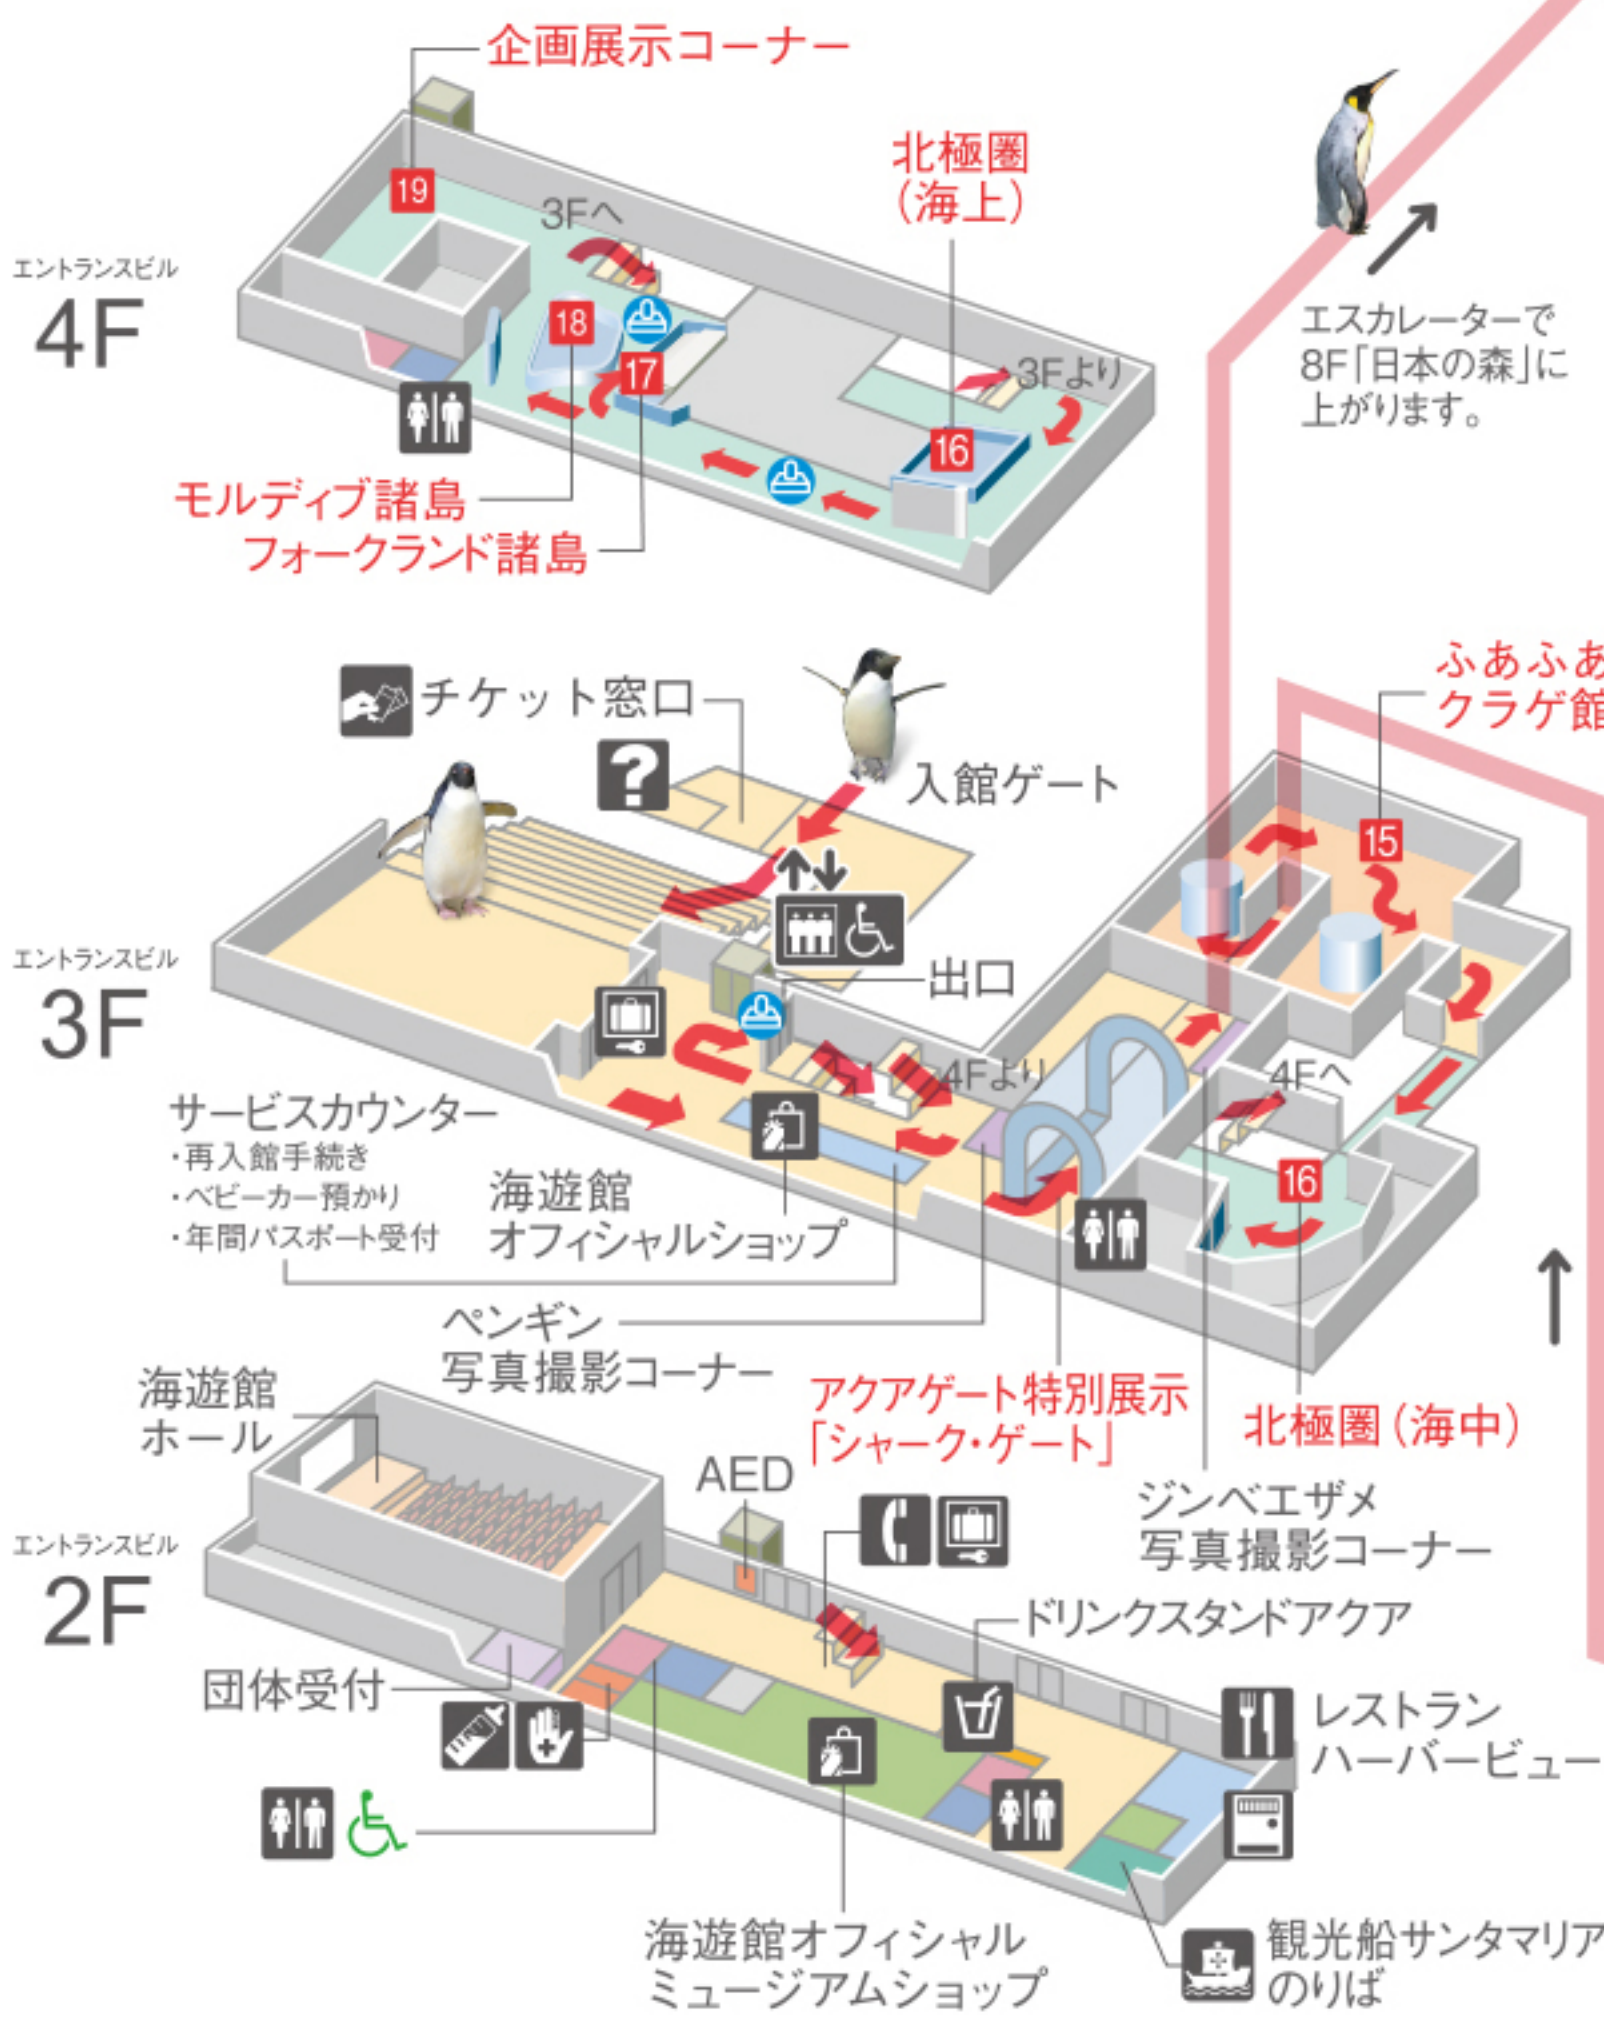 企画展示コーナー
19
3Fへ
北極圏
（海上）
エントランスビル
4F
18
17
3Fより
16
モルディブ諸島
フォークランド諸島
エスカレーターで
8F「日本の森」に
上がります。
ふあふあ
クラゲ館
チケット窓口
?
入館ゲート
15
エントランスビル
3F
出口
4Fより
4Fへ
16
サービスカウンター
・再入館手続き
・ベビーカー預かり
・年間パスポート受付
海遊館
オフィシャルショップ
ペンギン
写真撮影コーナー
アクアゲート特別展示
「シャーク・ゲート」
北極圏（海中）
ジンベエザメ
写真撮影コーナー
海遊館
ホール
AED
エントランスビル
2F
ドリンクスタンドアクア
団体受付
レストラン
ハーバービュー
海遊館オフィシャル
ミュージアムショップ
観光船サンタマリア
のりば